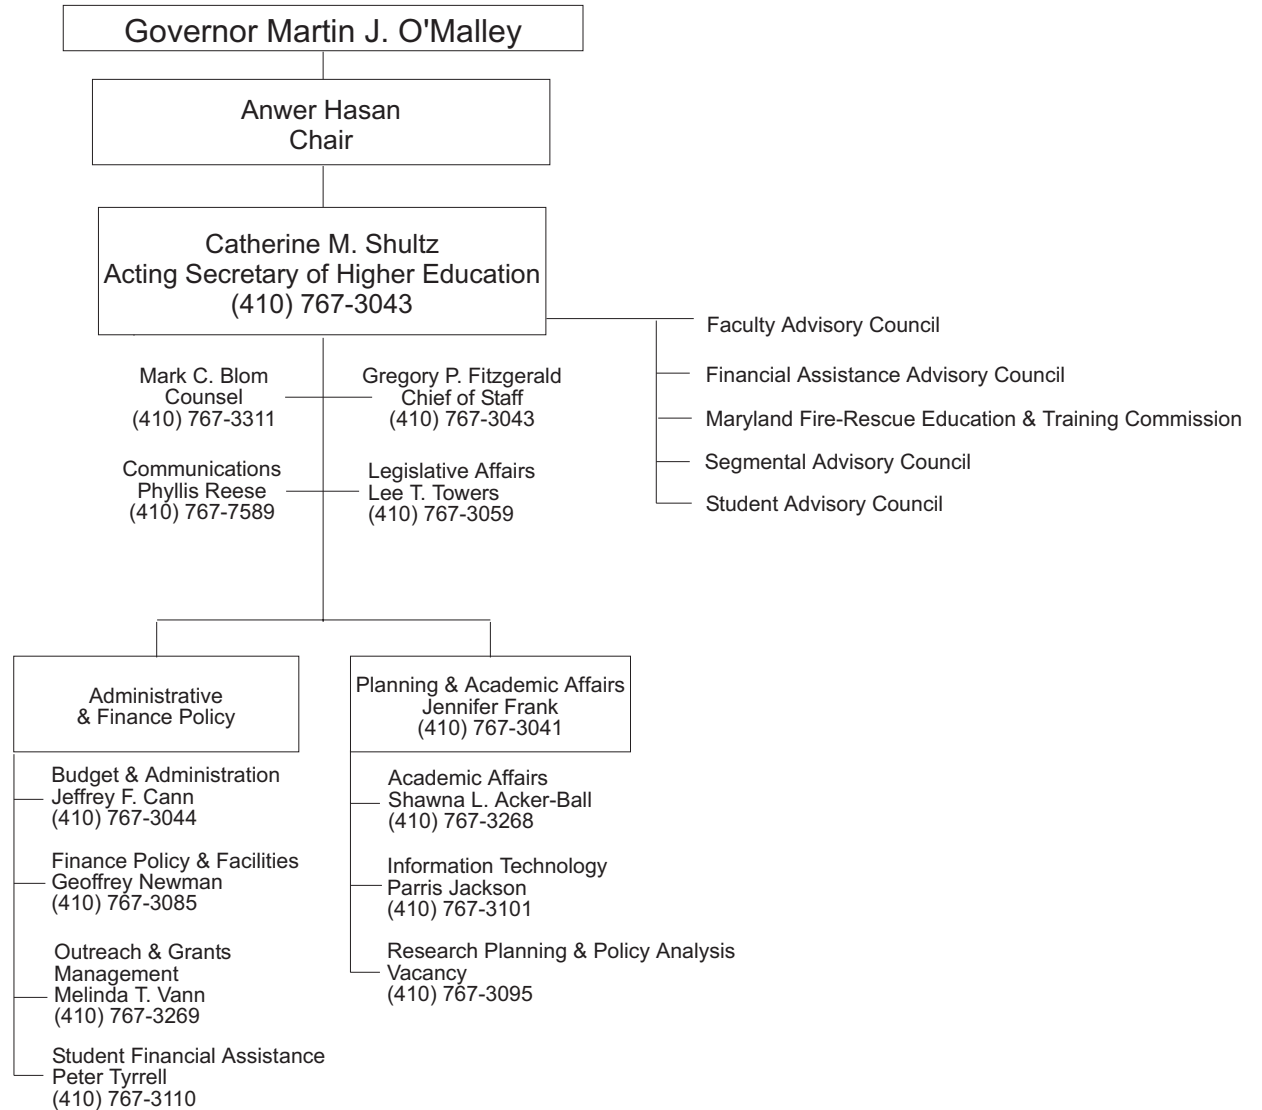 Governor Martin J. O'Malley
Anwer Hasan
Chair
Catherine M. Shultz
Acting Secretary of Higher Education
(410) 767-3043
Faculty Advisory Council
Financial Assistance Advisory Council
Maryland Fire-Rescue Education & Training Commission
Segmental Advisory Council
Student Advisory Council
Mark C. Blom
Counsel
(410) 767-3311
Gregory P. Fitzgerald
Chief of Staff
(410) 767-3043
Communications
Phyllis Reese
(410) 767-7589
Legislative Affairs
Lee T. Towers
(410) 767-3059
Administrative
& Finance Policy
Budget & Administration
Jeffrey F. Cann
(410) 767-3044
Finance Policy & Facilities
Geoffrey Newman
(410) 767-3085
Outreach & Grants
Management
Melinda T. Vann
(410) 767-3269
Student Financial Assistance
Peter Tyrrell
(410) 767-3110
Planning & Academic Affairs
Jennifer Frank
(410) 767-3041
Academic Affairs
Shawna L. Acker-Ball
(410) 767-3268
Information Technology
Parris Jackson
(410) 767-3101
Research Planning & Policy Analysis
Vacancy
(410) 767-3095